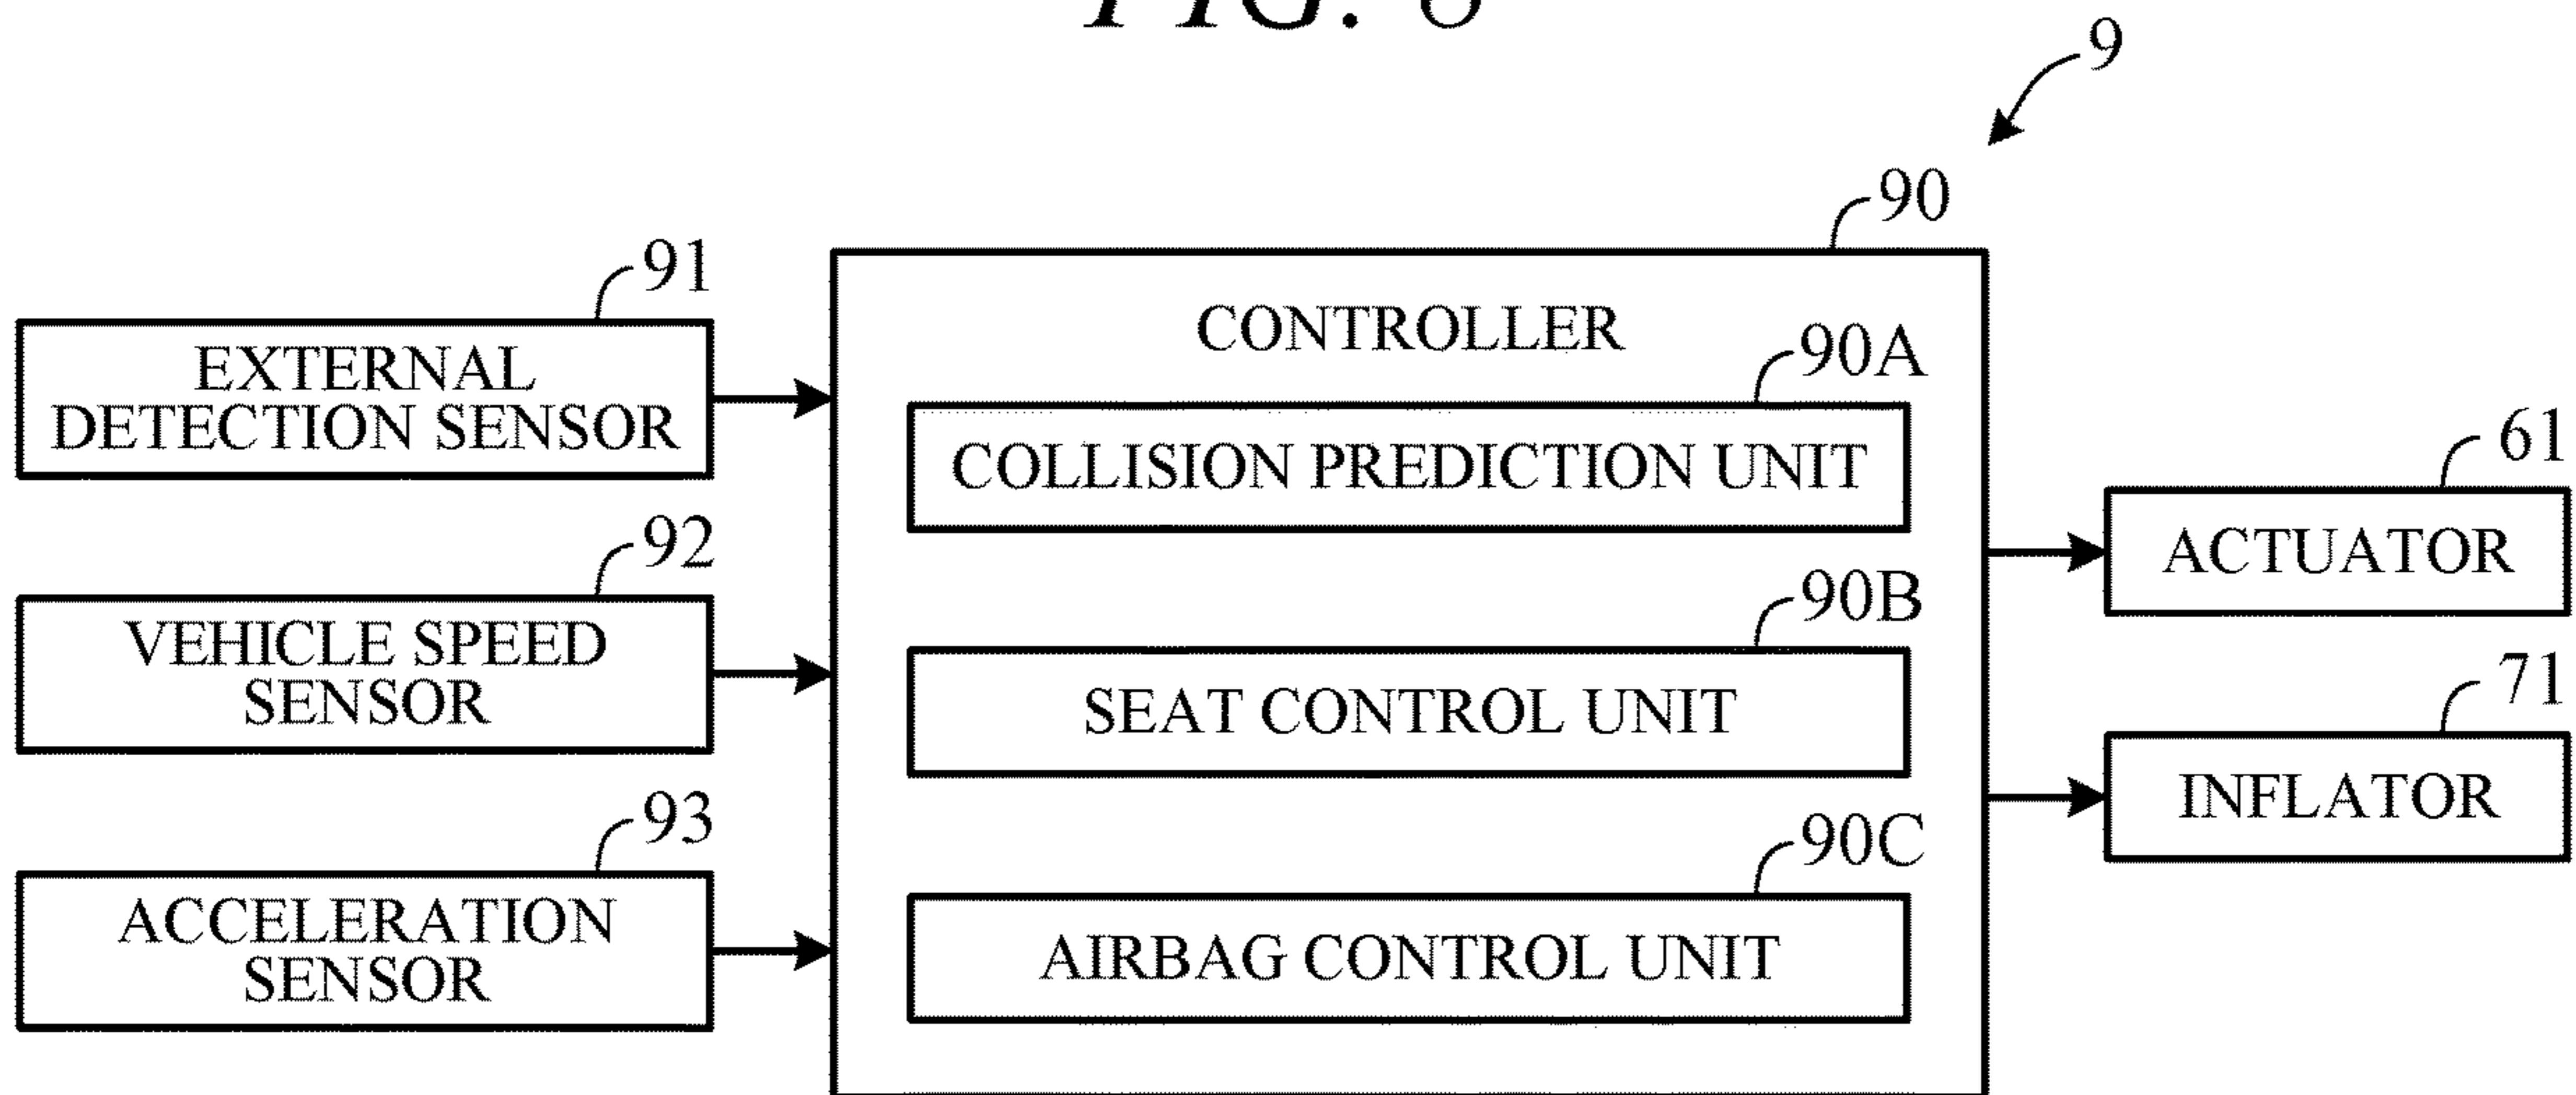 FIG.
9
90
91
EXTERNAL
DETECTION SENSOR
92
VEHICLE SPEED
SENSOR
93
ACCELERATION
SENSOR
CONTROLLER
90A
COLLISION PREDICTION UNIT
90B
SEAT CONTROL UNIT
90C
AIRBAG CONTROL UNIT
61
ACTUATOR
71
INFLATOR